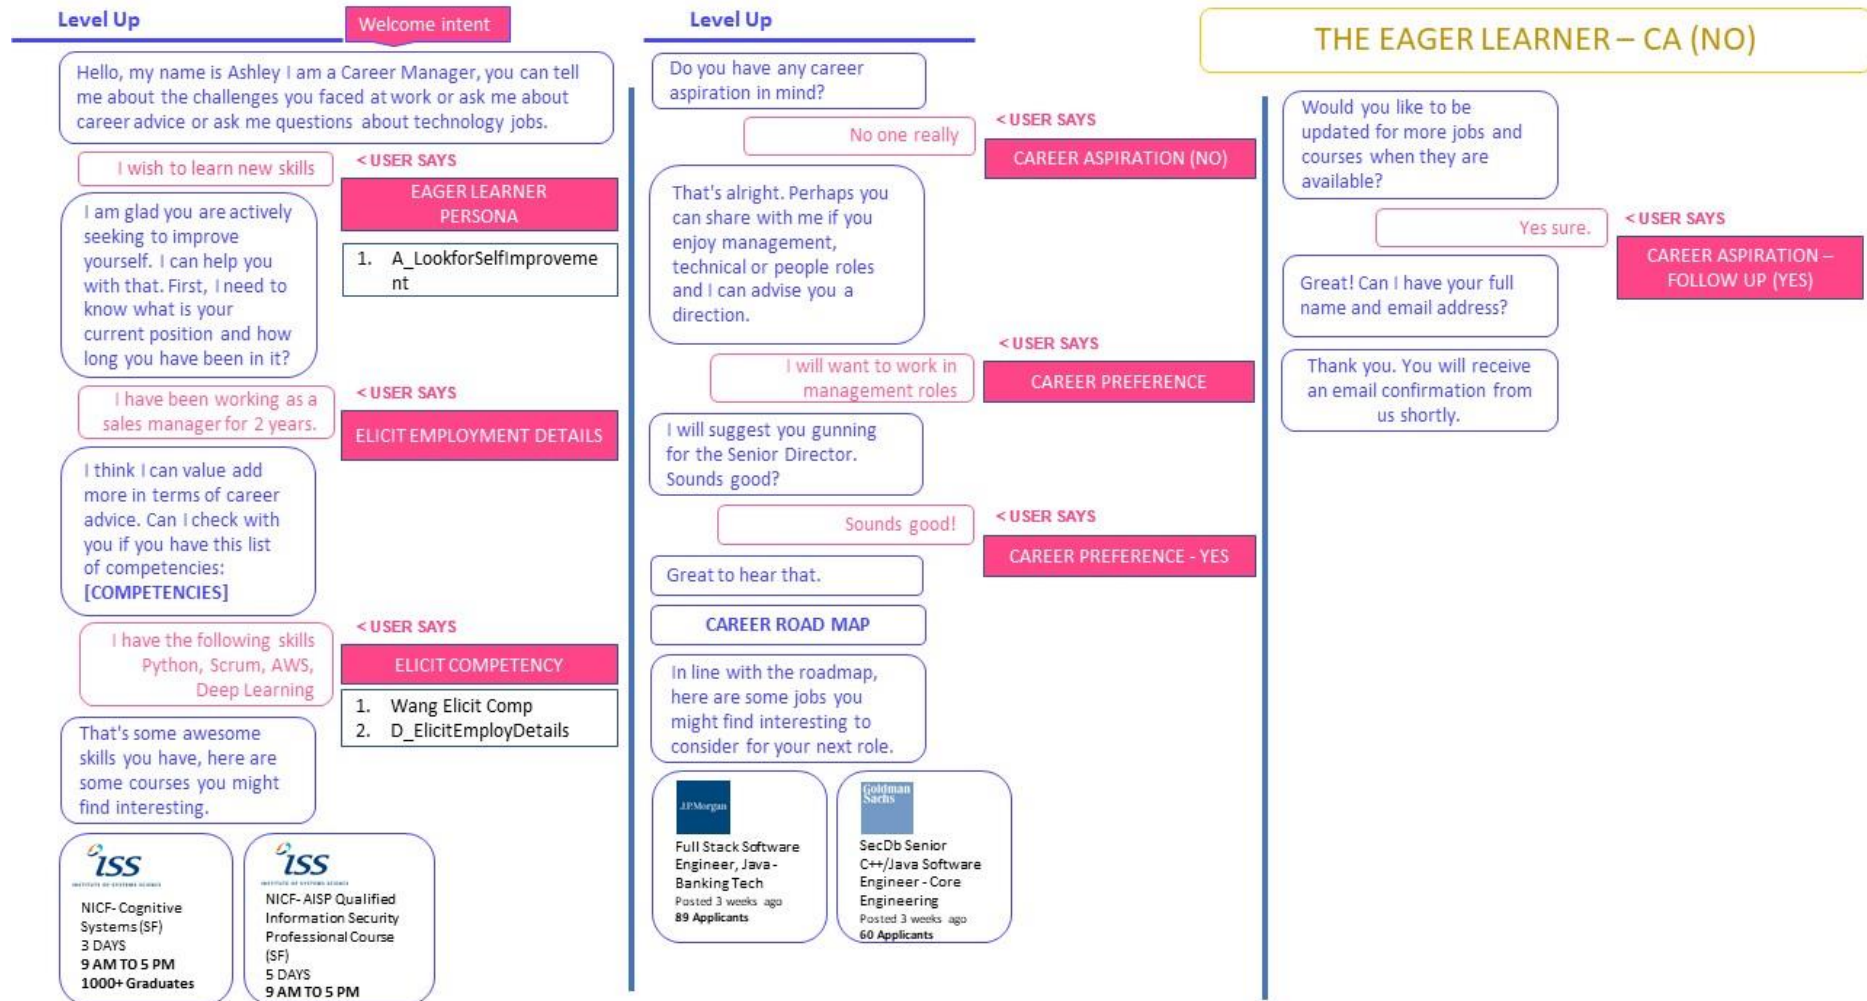 Level Up
Welcome intent
Hello, my name is Ashley I am a Career Manager, you can tell
me about the challenges you faced at work or ask me about
career advice or ask me questions about technology jobs.
I wish to learn new skills
< USER SAYS
EAGER LEARNER
PERSONA
1. A_LookforSelfImproveme
nt
I am glad you are actively
seeking to improve
yourself. I can help you
with that. First, I need to
know what is your
current position and how
long you have been in it?
I have been working as a
sales manager for 2 years.
< USER SAYS
ELICIT EMPLOYMENT DETAILS
I think I can value add
more in terms of career
advice. Can I check with
you if you have this list
of competencies:
[COMPETENCIES]
I have the following skills
Python, Scrum, AWS,
Deep Learning
< USER SAYS
ELICIT COMPETENCY
1. Wang Elicit Comp
2. D_ElicitEmployDetails
That's some awesome
skills you have, here are
some courses you might
find interesting.
ISS
INSTITUTE OF SYSTEMS SCIENCE
NICF- Cognitive
Systems (SF)
3 DAYS
9 AM TO 5 PM
1000+ Graduates
ISS
INSTITUTE OF SYSTEMS SCIENCE
NICF- AISP Qualified
Information Security
Professional Course
(SF)
5 DAYS
9 AM TO 5 PM
Level Up
Do you have any career
aspiration in mind?
No one really
< USER SAYS
CAREER ASPIRATION (NO)
That's alright. Perhaps you
can share with me if you
enjoy management,
technical or people roles
and I can advise you a
direction.
I will want to work in
management roles
< USER SAYS
CAREER PREFERENCE
I will suggest you gunning
for the Senior Director.
Sounds good?
Sounds good!
< USER SAYS
CAREER PREFERENCE - YES
Great to hear that.
CAREER ROAD MAP
In line with the roadmap,
here are some jobs you
might find interesting to
consider for your next role.
J.P.Morgan
Full Stack Software
Engineer, Java -
Banking Tech
Posted 3 weeks ago
89 Applicants
Goldman
Sachs
SecDb Senior
C++/Java Software
Engineer - Core
Engineering
Posted 3 weeks ago
60 Applicants
THE EAGER LEARNER – CA (NO)
Would you like to be
updated for more jobs and
courses when they are
available?
Yes sure.
< USER SAYS
CAREER ASPIRATION –
FOLLOW UP (YES)
Great! Can I have your full
name and email address?
Thank you. You will receive
an email confirmation from
us shortly.